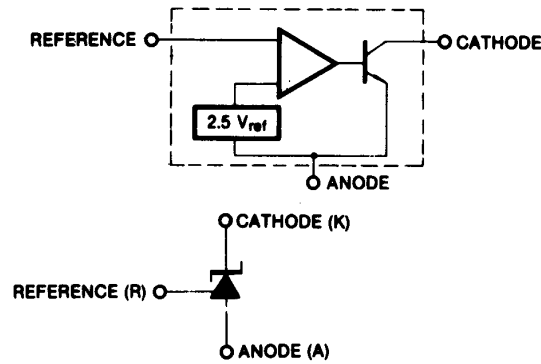 REFERENCE
CATHODE
2.5 Vref
ANODE
CATHODE (K)
REFERENCE (R)
ANODE (A)